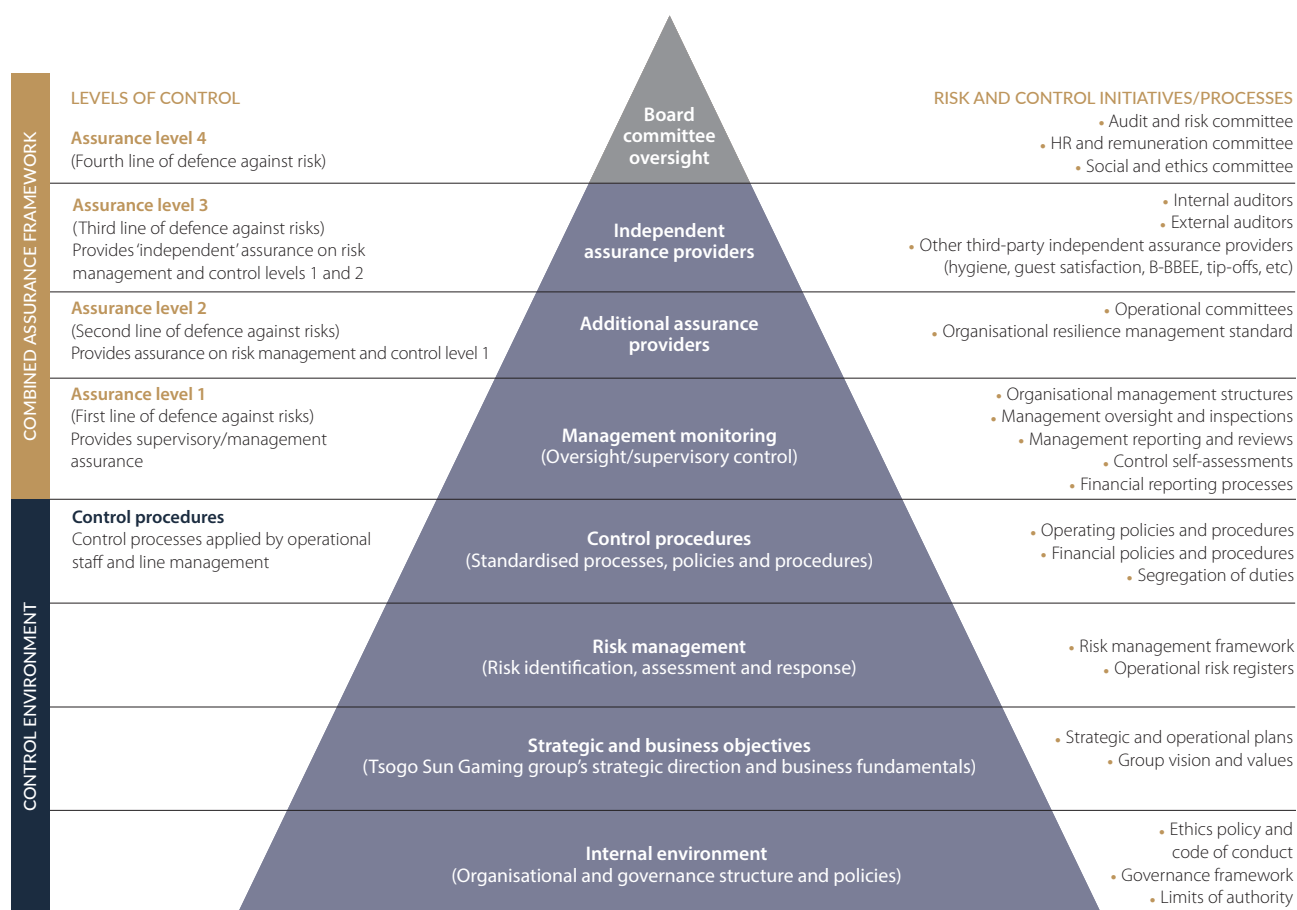 COMBINED ASSURANCE FRAMEWORK
LEVELS OF CONTROL
RISK AND CONTROL INITIATIVES/PROCESSES
Assurance level 4
(Fourth line of defence against risk)
Board
committee
oversight
• Audit and risk committee
• HR and remuneration committee
• Social and ethics committee
Assurance level 3
(Third line of defence against risks)
Provides ‘independent’ assurance on risk
management and control levels 1 and 2
Independent
assurance providers
• Internal auditors
• External auditors
• Other third-party independent assurance providers
(hygiene, guest satisfaction, B-BBEE, tip-offs, etc)
Assurance level 2
(Second line of defence against risks)
Provides assurance on risk management and control level 1
Additional assurance
providers
• Operational committees
• Organisational resilience management standard
Assurance level 1
(First line of defence against risks)
Provides supervisory/management
assurance
Management monitoring
(Oversight/supervisory control)
• Organisational management structures
• Management oversight and inspections
• Management reporting and reviews
• Control self-assessments
• Financial reporting processes
CONTROL ENVIRONMENT
Control procedures
Control processes applied by operational
staff and line management
Control procedures
(Standardised processes, policies and procedures)
• Operating policies and procedures
• Financial policies and procedures
• Segregation of duties
Risk management
(Risk identification, assessment and response)
• Risk management framework
• Operational risk registers
Strategic and business objectives
(Tsogo Sun Gaming group’s strategic direction and business fundamentals)
• Strategic and operational plans
• Group vision and values
Internal environment
(Organisational and governance structure and policies)
• Ethics policy and
code of conduct
• Governance framework
• Limits of authority